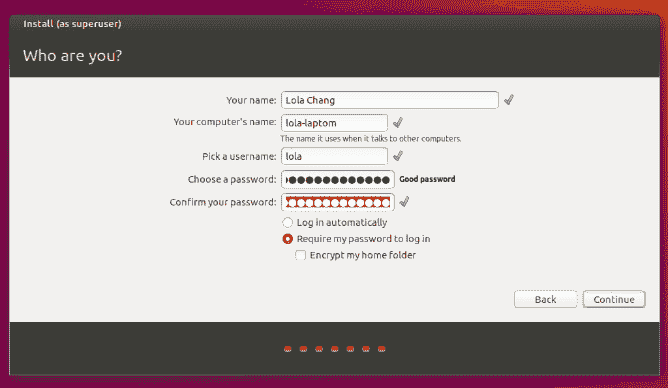 Install (as superuser)
Who are you?
Your name: Lola Chang
Your computer's name: lola-laptom
The name it uses when it talks to other computers.
Pick a username: lola
Choose a password: Good password
Confirm your password:
Log in automatically
Require my password to log in
Encrypt my home folder
Back Continue